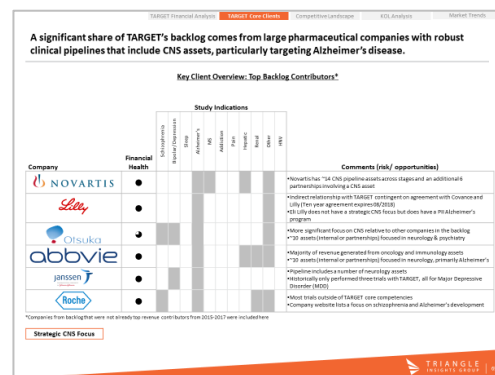 TARGET Financial Analysis TARGET Core Clients Competitive Landscape KOL Analysis Market Trends
A significant share of TARGET's backlog comes from large pharmaceutical companies with robust
clinical pipelines that include CNS assets, particularly targeting Alzheimer's disease.
Key Client Overview: Top Backlog Contributors*
Study Indications
Company
Financial
Health
Schizophrenia
Bipolar/Depression
Sleep
Alzheimer's
MS
Addiction
Pain
Hepatic
Renal
Other
Comments (risk/ opportunities)
NOVARTIS
•Novartis has ~14 CNS pipeline assets across stages and an additional 6
partnerships involving a CNS asset
Lilly
•Indirect relationship with TARGET contingent on agreement with Covance and
Lilly (Ten year agreement expires 08/2018)
•Eli Lilly does not have a strategic CNS focus but does have a PII Alzheimer's
program
Otsuka
•More significant focus on CNS relative to other companies in the backlog
•~20 assets (internal or partnerships) focused in neurology & psychiatry
abbvie
•Majority of revenue generated from oncology and immunology assets
•~10 assets (internal or partnerships) focused in neurology, primarily Alzheimer's
janssen
•Pipeline includes a number of neurology assets
•Historically only performed three trials with TARGET, all for Major Depressive
Disorder (MDD)
Roche
•Most trials outside of TARGET core competencies
•Company website lists a focus on schizophrenia and Alzheimer's development
*Companies from backlog that were not already top revenue contributors from 2015-2017 were included here
Strategic CNS Focus
TRIANGLE
INSIGHTS GROUP